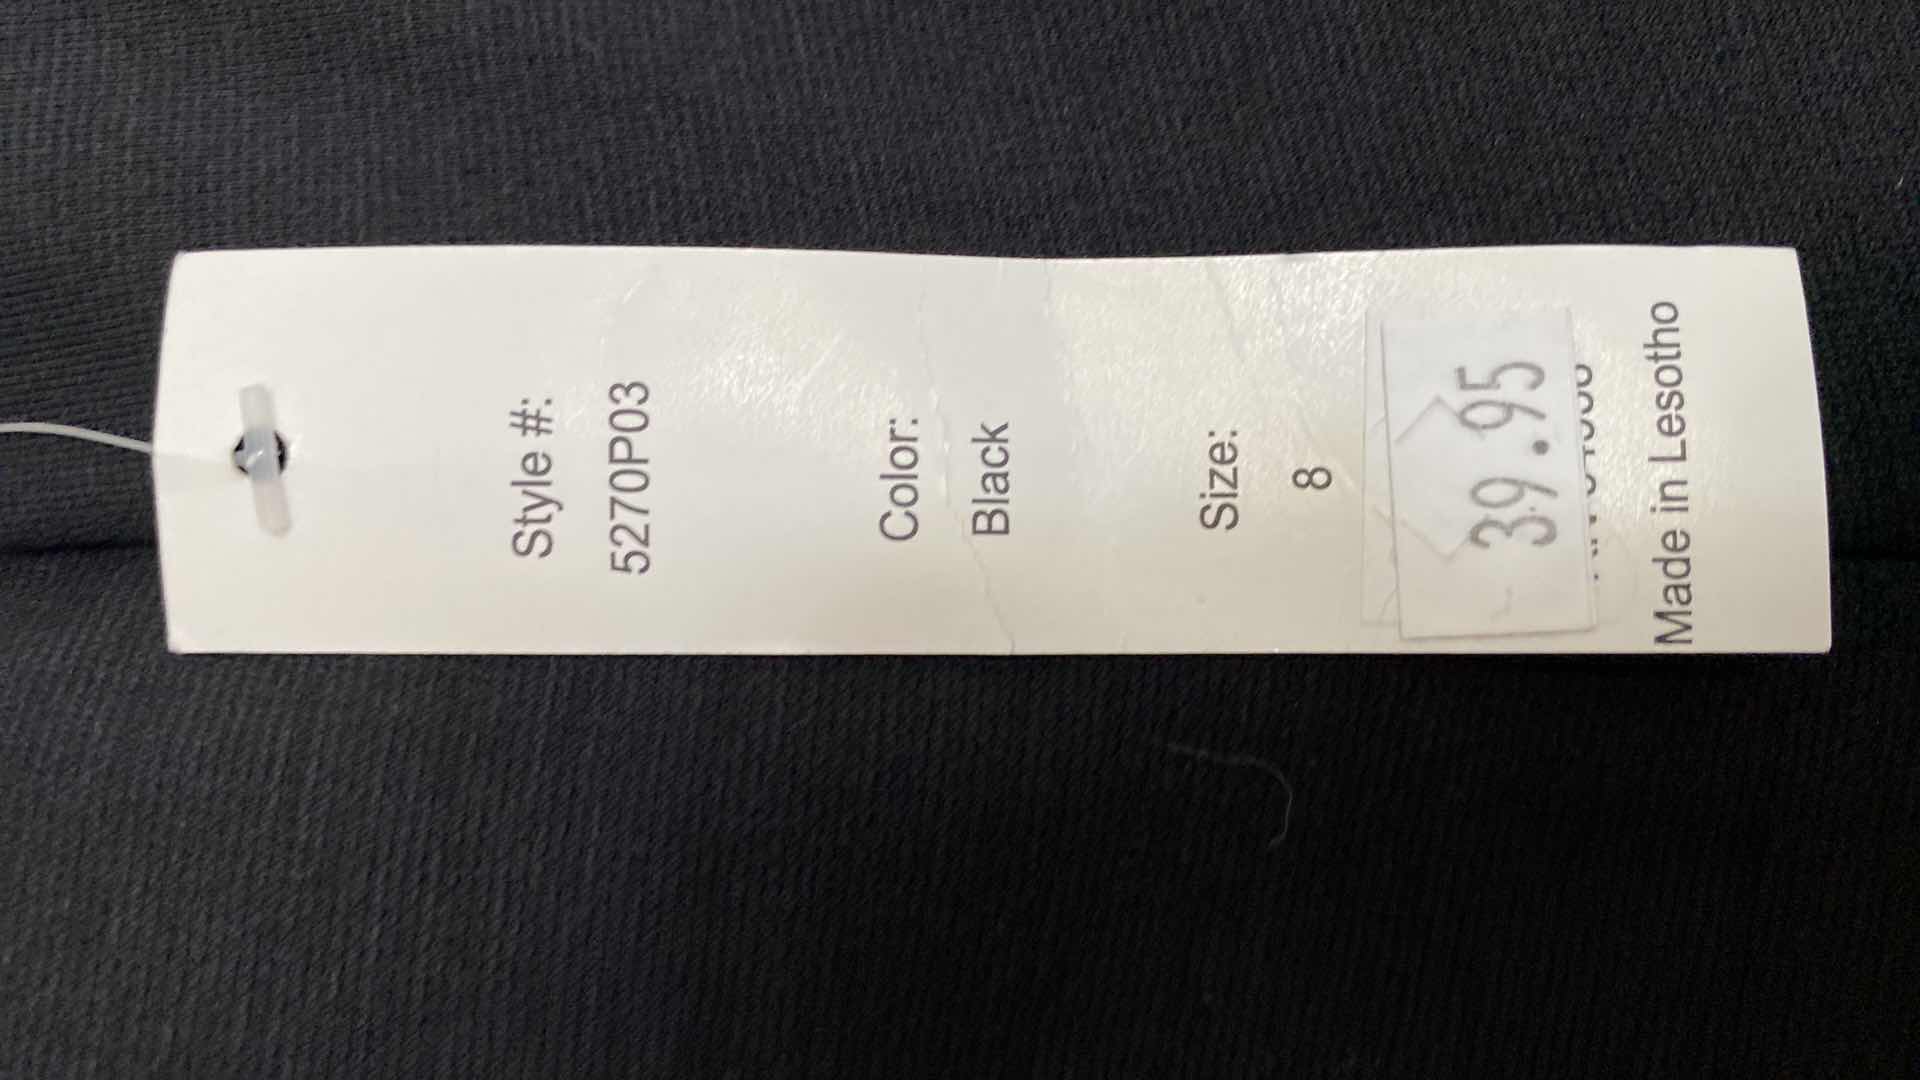 Style #:
5270P03
Color:
Black
Size:
8
39.95
Made in Lesotho